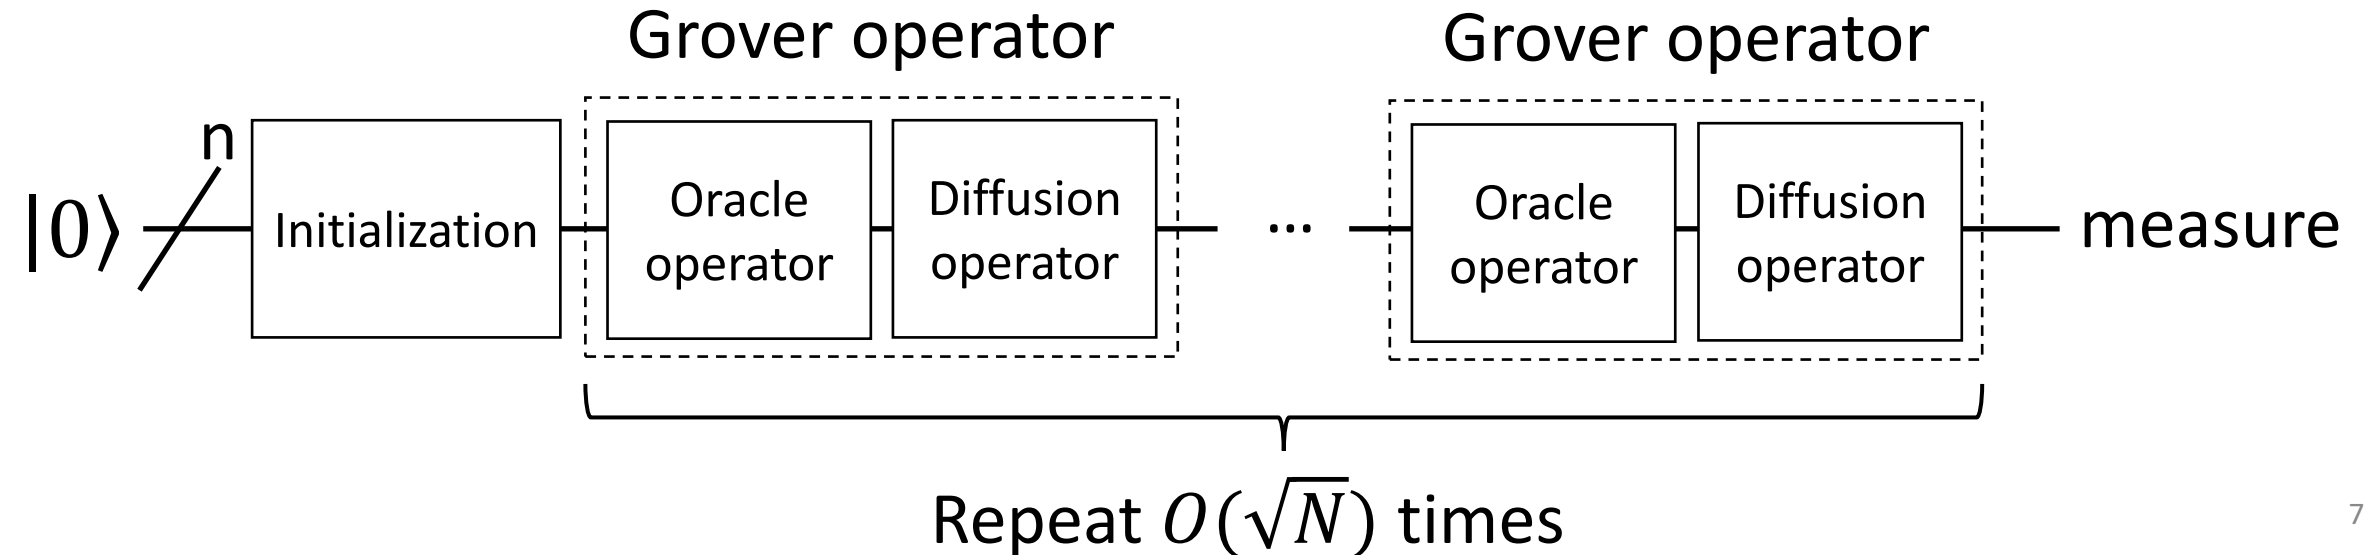 Grover operator
Grover operator
n
|0⟩
Initialization
Oracle
operator
Diffusion
operator
...
Oracle
operator
Diffusion
operator
measure
Repeat O(√N) times
7